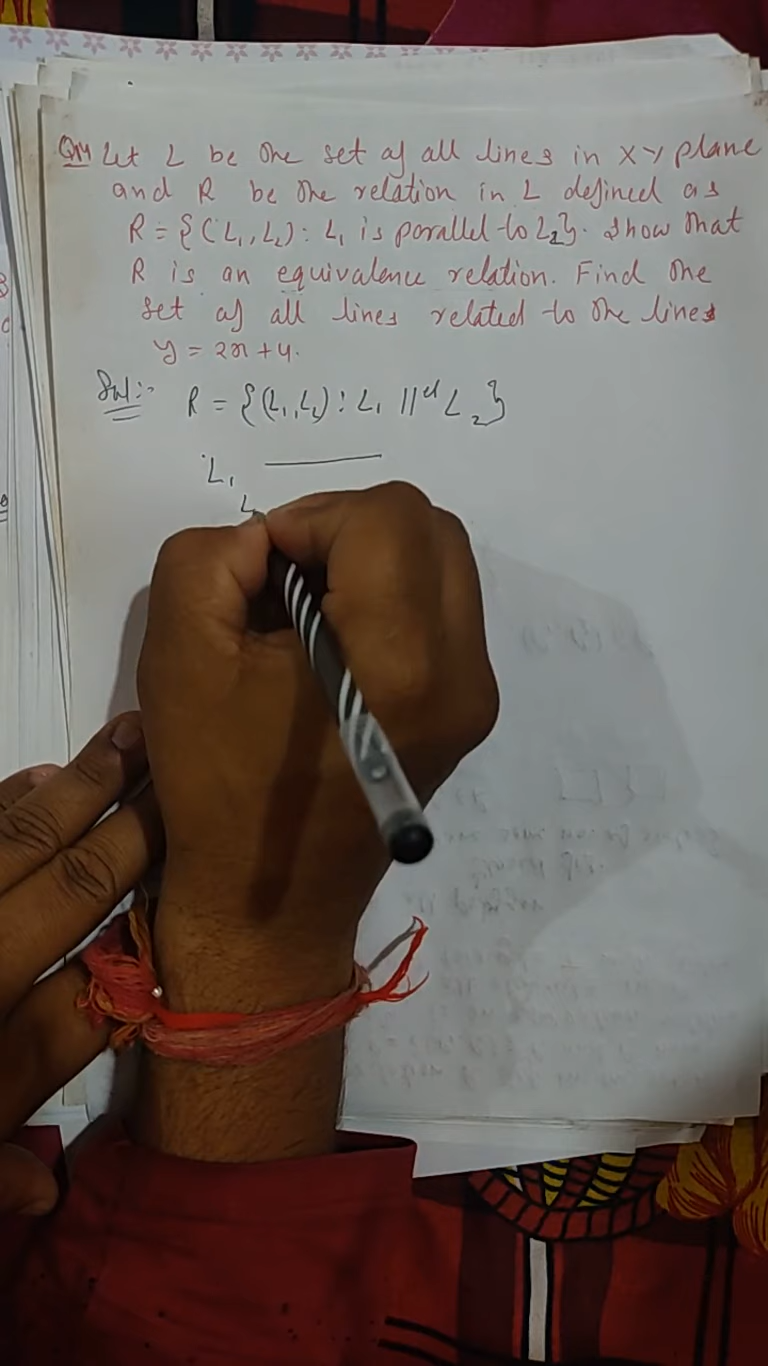 Q14 Let L be the set of all lines in XY plane
and R be the relation in L defined as
R = {(L₁, L₂): L₁ is parallel to L₂}. Show that
R is an equivalence relation. Find the
set of all lines related to the lines
y = 2x + 4.
Sol:- R = {(L₁, L₂) : L₁ ||el L₂}
L₁
L